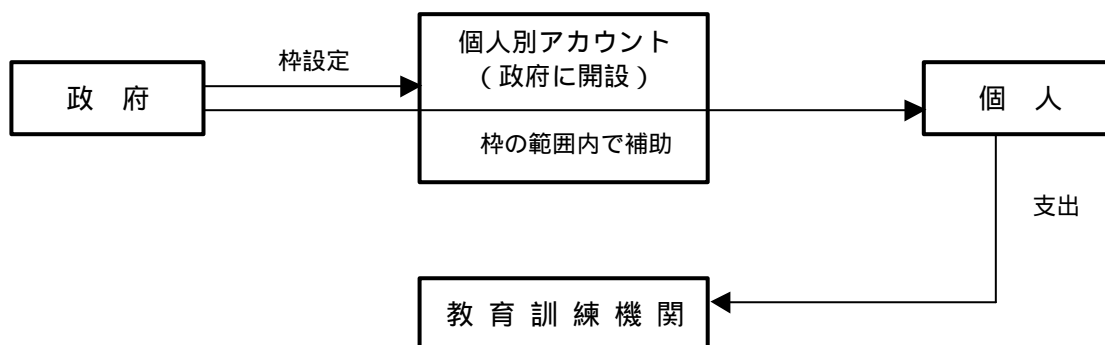 個人別アカウント
(政府に開設)
枠設定
政 府
個 人
枠の範囲内で補助
支出
教 育 訓 練 機 関